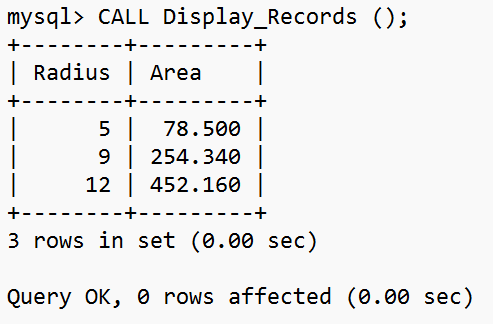 mysql> CALL Display_Records ();
+--------+---------+
| Radius | Area    |
+--------+---------+
|      5 |  78.500 |
|      9 | 254.340 |
|     12 | 452.160 |
+--------+---------+
3 rows in set (0.00 sec)

Query OK, 0 rows affected (0.00 sec)